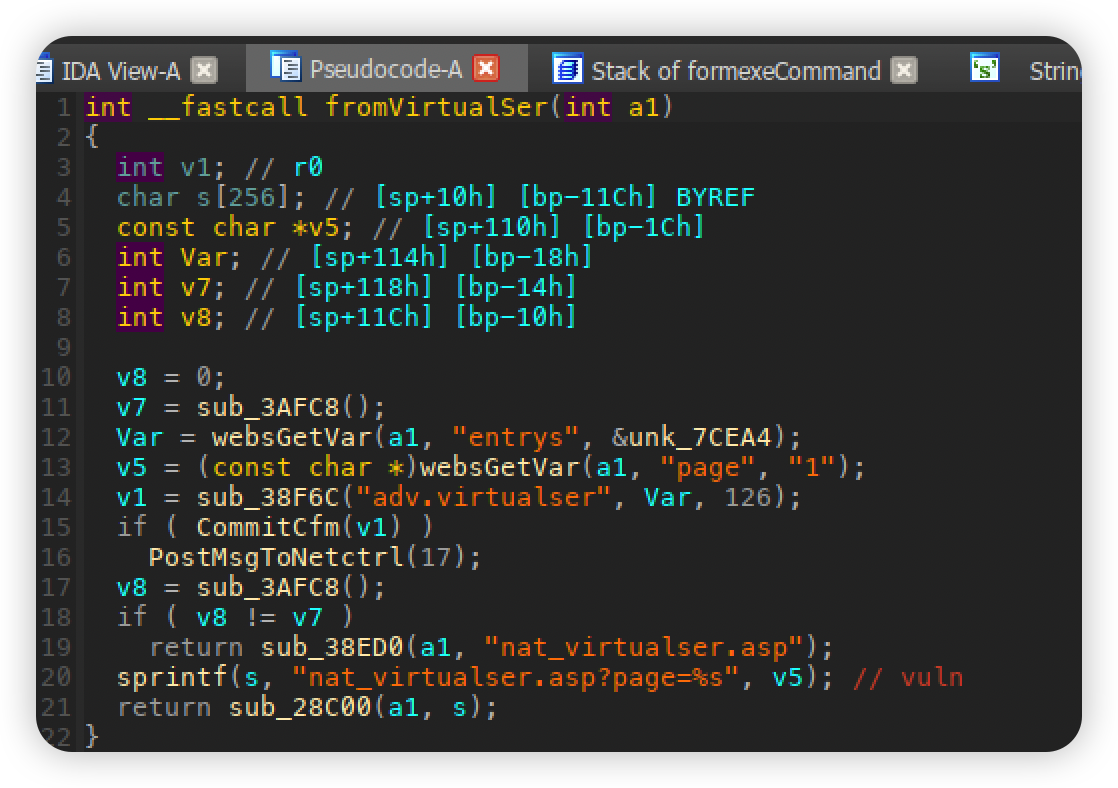 IDA View-A Pseudocode-A Stack of formexeCommand 's' Strin
1 int __fastcall fromVirtualSer(int a1)
2 {
3 int v1; // r0
4 char s[256]; // [sp+10h] [bp-11Ch] BYREF
5 const char *v5; // [sp+110h] [bp-1Ch]
6 int Var; // [sp+114h] [bp-18h]
7 int v7; // [sp+118h] [bp-14h]
8 int v8; // [sp+11Ch] [bp-10h]
9
10 v8 = 0;
11 v7 = sub_3AFC8();
12 Var = websGetVar(a1, "entrys", &unk_7CEA4);
13 v5 = (const char *)websGetVar(a1, "page", "1");
14 v1 = sub_38F6C("adv.virtualser", Var, 126);
15 if ( CommitCfm(v1) )
16 PostMsgToNetctrl(17);
17 v8 = sub_3AFC8();
18 if ( v8 != v7 )
19 return sub_38ED0(a1, "nat_virtualser.asp");
20 sprintf(s, "nat_virtualser.asp?page=%s", v5); // vuln
21 return sub_28C00(a1, s);
22 }